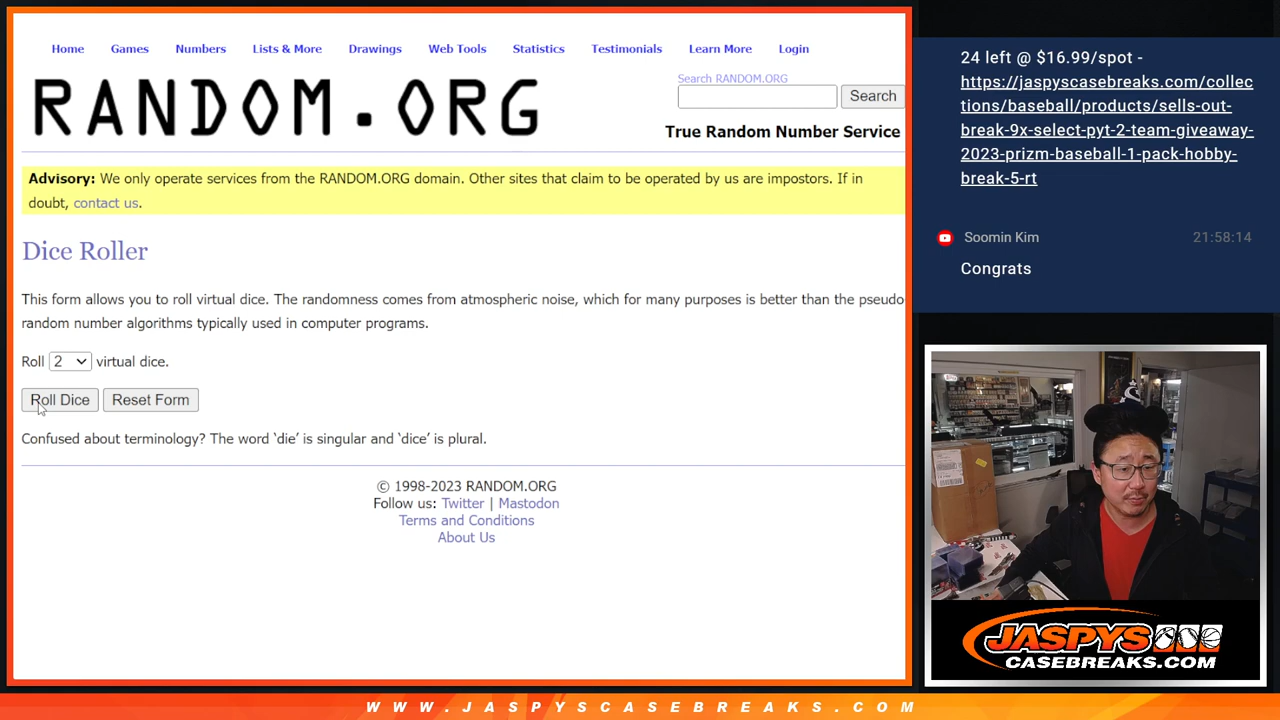 Home Games Numbers Lists & More Drawings Web Tools Statistics Testimonials Learn More Login
RANDOM.ORG
Search RANDOM.ORG
Search
True Random Number Service
Advisory: We only operate services from the RANDOM.ORG domain. Other sites that claim to be operated by us are impostors. If in
doubt, contact us.
Dice Roller
This form allows you to roll virtual dice. The randomness comes from atmospheric noise, which for many purposes is better than the pseudo
random number algorithms typically used in computer programs.
Roll 2 virtual dice.
Roll Dice Reset Form
Confused about terminology? The word ‘die’ is singular and ‘dice’ is plural.
© 1998-2023 RANDOM.ORG
Follow us: Twitter | Mastodon
Terms and Conditions
About Us
24 left @ $16.99/spot -
https://jaspyscasebreaks.com/collec
tions/baseball/products/sells-out-
break-9x-select-pyt-2-team-giveaway-
2023-prizm-baseball-1-pack-hobby-
break-5-rt
Soomin Kim 21:58:14
Congrats
JASPYS
CASEBREAKS.COM
WWW.JASPYSCASEBREAKS.COM